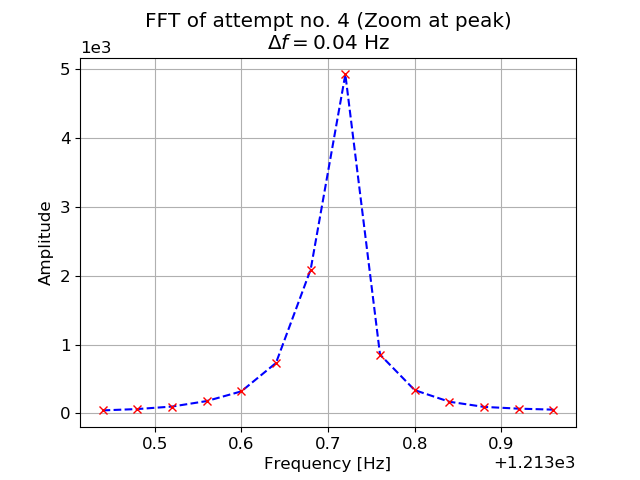 FFT of attempt no. 4 (Zoom at peak)
Δf = 0.04 Hz
1e3
5
4
3
2
1
0
Amplitude
0.5 0.6 0.7 0.8 0.9
Frequency [Hz]
+1.213e3